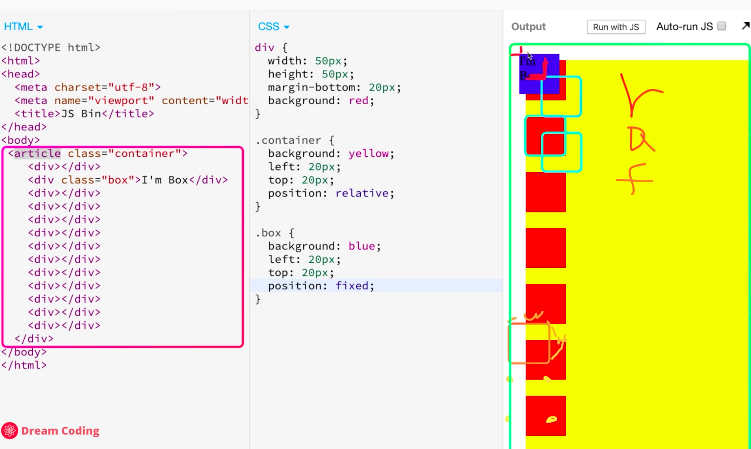 HTML
<!DOCTYPE html>
<html>
<head>
<meta charset="utf-8">
<meta name="viewport" content="widt
<title>JS Bin</title>
</head>
<body>
<article class="container">
<div></div>
<div class="box">I'm Box</div>
<div></div>
<div></div>
<div></div>
<div></div>
<div></div>
<div></div>
<div></div>
<div></div>
<div></div>
<div></div>
<div></div>
</div>
</body>
</html>
Dream Coding
CSS
div {
width: 50px;
height: 50px;
margin-bottom: 20px;
background: red;
}
.container {
background: yellow;
left: 20px;
top: 20px;
position: relative;
}
.box {
background: blue;
left: 20px;
top: 20px;
position: fixed;
}
Output
Run with JS
Auto-run JS
I'm
r
a
f